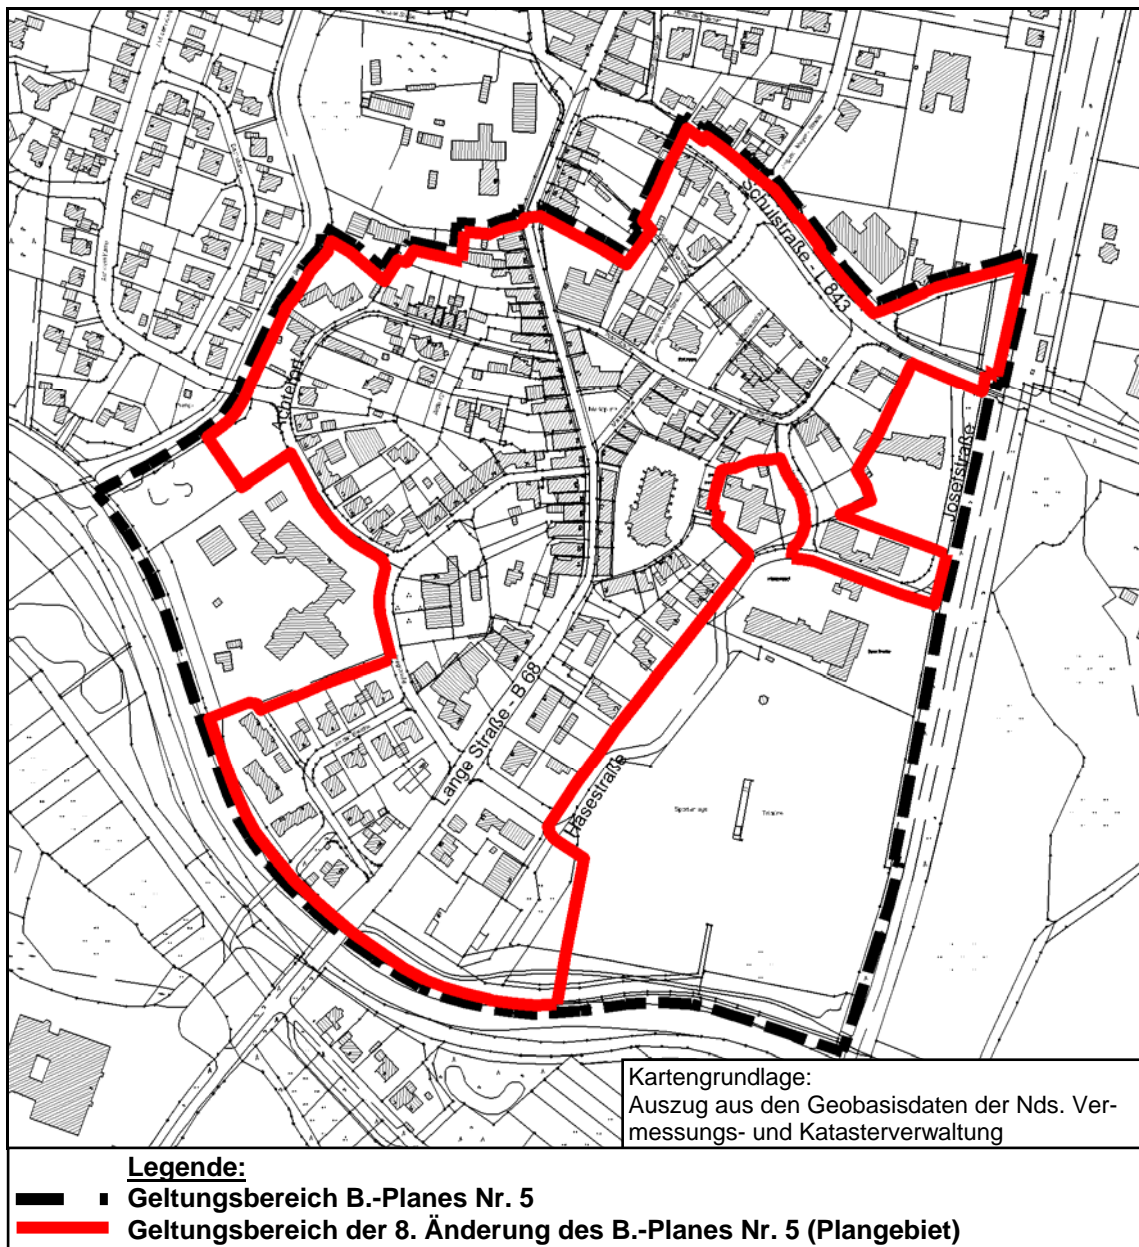 Schulstraße - L 843
Achtetor
Josefstraße
Lange Straße - B 68
Hasestraße
Kartengrundlage:
Auszug aus den Geobasisdaten der Nds. Ver-
messungs- und Katasterverwaltung
Legende:
Geltungsbereich B.-Planes Nr. 5
Geltungsbereich der 8. Änderung des B.-Planes Nr. 5 (Plangebiet)